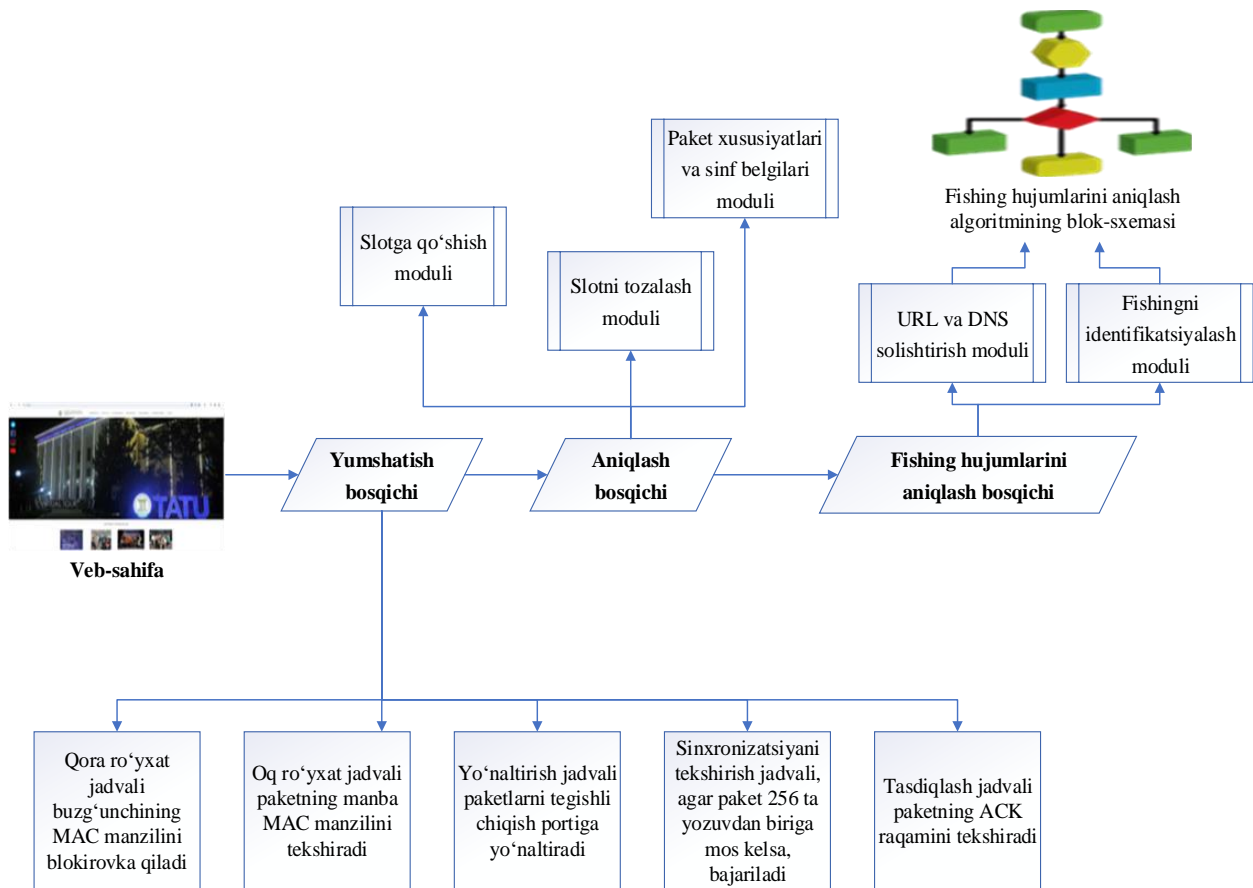 Fishing hujumlarini aniqlash
algoritmining blok-sxemasi
Paket xususiyatlari
va sinf belgilari
moduli
Slotga qo‘shish
moduli
Slotni tozalash
moduli
URL va DNS
solishtirish moduli
Fishingni
identifikatsiyalash
moduli
TATU
Veb-sahifa
Yumshatish
bosqichi
Aniqlash
bosqichi
Fishing hujumlarini
aniqlash bosqichi
Qora ro‘yxat
jadvali
buzg‘unchining
MAC manzilini
blokirovka qiladi
Oq ro‘yxat jadvali
paketning manba
MAC manzilini
tekshiradi
Yo‘naltirish jadvali
paketlarni tegishli
chiqish portiga
yo‘naltiradi
Sinxronizatsiyani
tekshirish jadvali,
agar paket 256 ta
yozuvdan biriga
mos kelsa,
bajariladi
Tasdiqlash jadvali
paketning ACK
raqamini tekshiradi